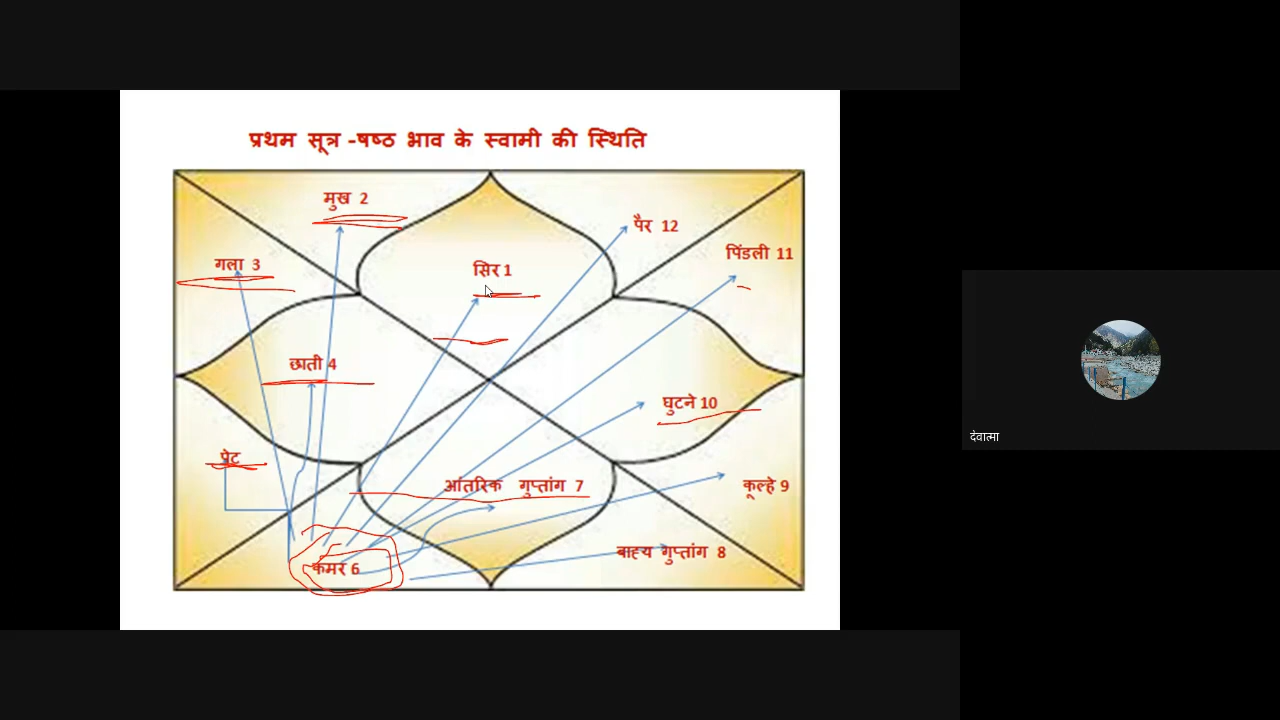 प्रथम सूत्र -षष्ठ भाव के स्वामी की स्थिति
मुख 2
पैर 12
पिंडली 11
गला 3
सिर 1
छाती 4
घुटने 10
पेट
आंतरिक गुप्तांग 7
कूल्हे 9
बाह्य गुप्तांग 8
कमर 6
देवात्मा